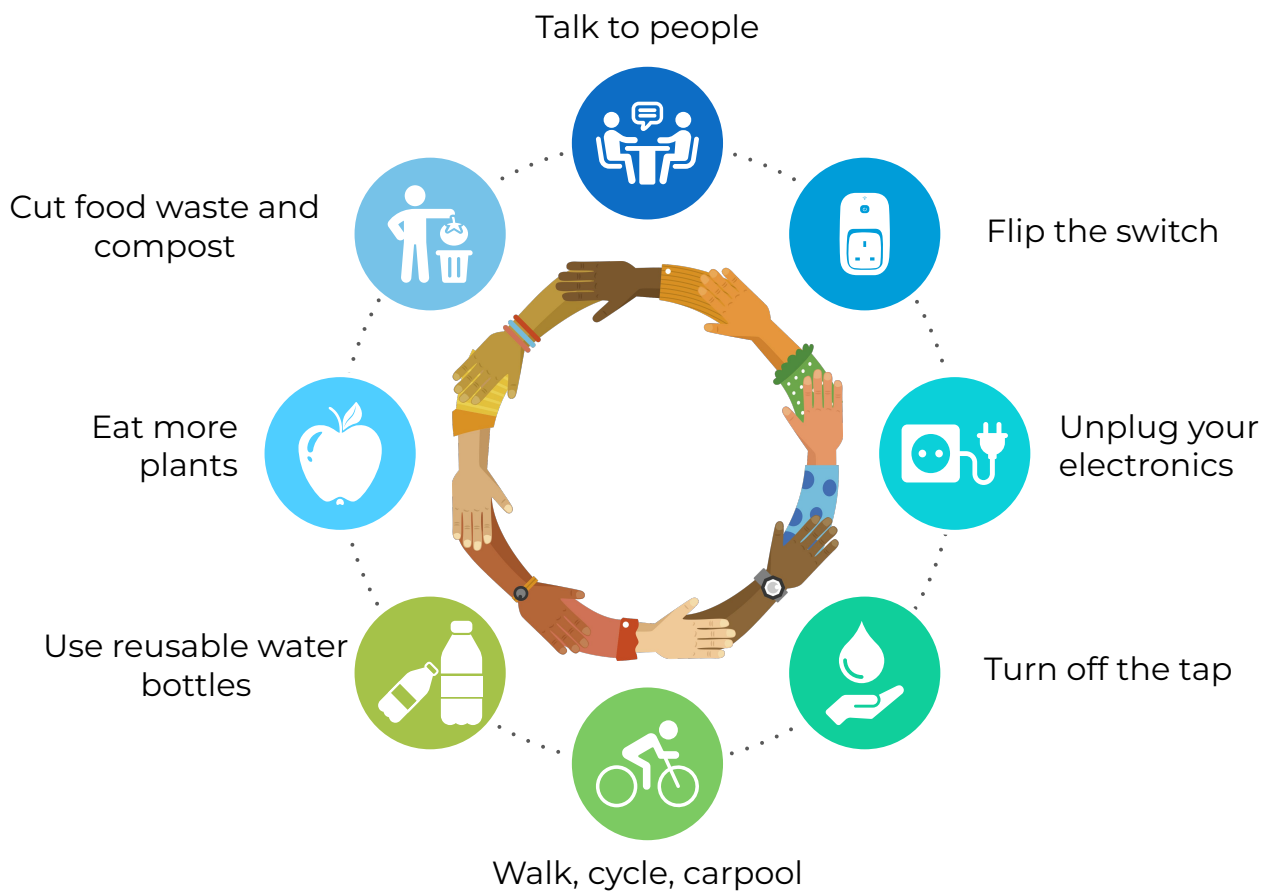 Talk to people
Flip the switch
Unplug your
electronics
Turn off the tap
Walk, cycle, carpool
Use reusable water
bottles
Eat more
plants
Cut food waste and
compost